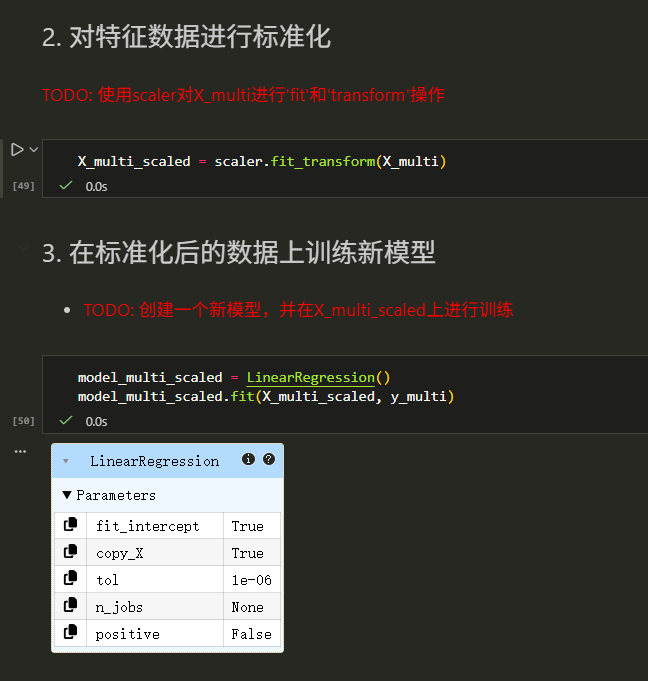 2. 对特征数据进行标准化
TODO: 使用scaler对X_multi进行'fit'和'transform'操作
X_multi_scaled = scaler.fit_transform(X_multi)
[49]
0.0s
3. 在标准化后的数据上训练新模型
• TODO: 创建一个新模型，并在X_multi_scaled上进行训练
model_multi_scaled = LinearRegression()
model_multi_scaled.fit(X_multi_scaled, y_multi)
[50]
0.0s
...
▾ LinearRegression i ?
▼ Parameters
fit_intercept True
copy_X True
tol 1e-06
n_jobs None
positive False